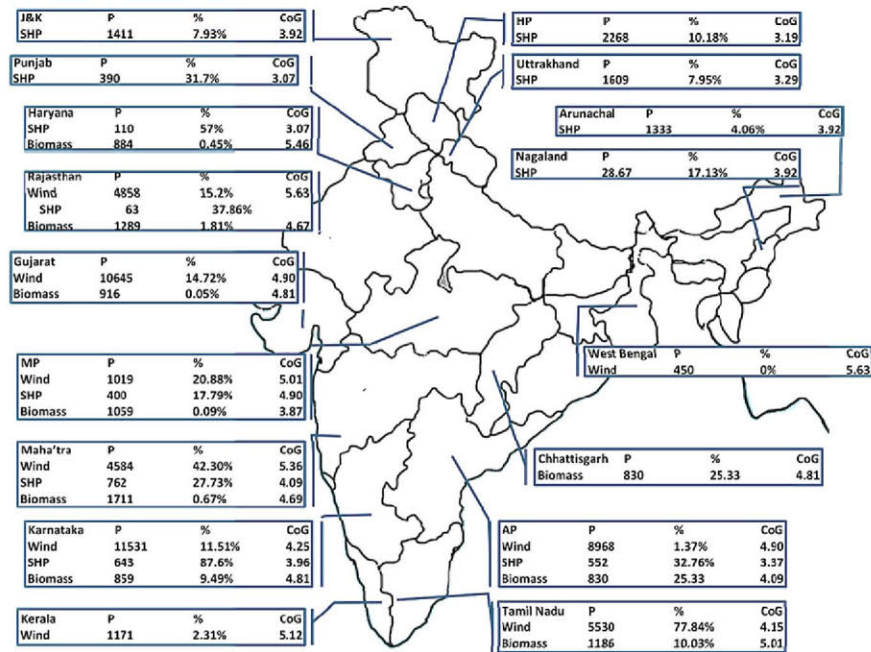 J&K P % CoG
SHP 1411 7.93% 3.92
HP P % CoG
SHP 2268 10.18% 3.19
Punjab P % CoG
SHP 390 31.7% 3.07
Uttrakhand P % CoG
SHP 1609 7.95% 3.29
Haryana P % CoG
SHP 110 57% 3.07
Biomass 884 0.45% 5.46
Arunachal P % CoG
SHP 1333 4.06% 3.92
Nagaland P % CoG
SHP 28.67 17.13% 3.92
Rajasthan P % CoG
Wind 4858 15.2% 5.63
SHP 63 37.86%
Biomass 1289 1.81% 4.67
Gujarat P % CoG
Wind 10645 14.72% 4.90
Biomass 916 0.05% 4.81
West Bengal P % CoG
Wind 450 0% 5.63
MP P % CoG
Wind 1019 20.88% 5.01
SHP 400 17.79% 4.90
Biomass 1059 0.09% 3.87
Maha'tra P % CoG
Wind 4584 42.30% 5.36
SHP 762 27.73% 4.09
Biomass 1711 0.67% 4.69
Chhattisgarh P % CoG
Biomass 830 25.33 4.81
Karnataka P % CoG
Wind 11531 11.51% 4.25
SHP 643 87.6% 3.96
Biomass 859 9.49% 4.81
AP P % CoG
Wind 8968 1.37% 4.90
SHP 552 32.76% 3.37
Biomass 830 25.33 4.09
Kerala P % CoG
Wind 1171 2.31% 5.12
Tamil Nadu P % CoG
Wind 5530 77.84% 4.15
Biomass 1186 10.03% 5.01